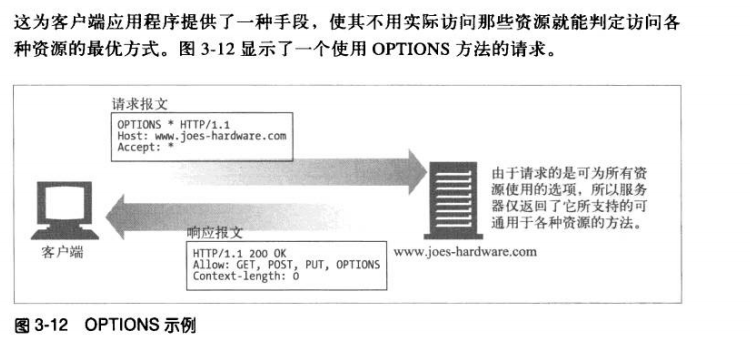 这为客户端应用程序提供了一种手段，使其不用实际访问那些资源就能判定访问各
种资源的最优方式。图 3-12 显示了一个使用 OPTIONS 方法的请求。
请求报文
OPTIONS * HTTP/1.1
Host: www.joes-hardware.com
Accept: *
由于请求的是可为所有资
源使用的选项，所以服务
器仅返回了它所支持的可
通用于各种资源的方法。
客户端
响应报文
HTTP/1.1 200 OK
Allow: GET, POST, PUT, OPTIONS
Context-length: 0
www.joes-hardware.com
图 3-12 OPTIONS 示例